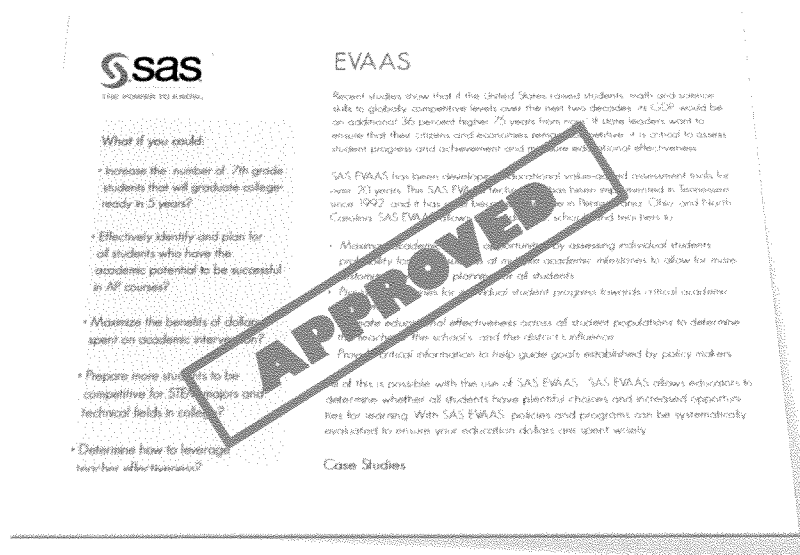 sas
THE POWER TO KNOW.
What if you could:
• Increase the number of 7th grade
students that will graduate college-
ready in 5 years?
• Effectively identify and plan for
all students who have the
academic potential to be successful
in AP courses?
• Maximize the benefits of dollars
spent on academic intervention?
• Prepare more students to be
competitive for STEM majors and
technical fields in college?
• Determine how to leverage
teacher effectiveness?
EVAAS
Recent studies show that if the United States raised students' math and science
skills to globally competitive levels over the next two decades, its GDP would be
an additional 36 percent higher 75 years from now. If state leaders want to
ensure that their citizens and economies remain competitive, it is critical to assess
student progress and achievement and measure educational effectiveness.
SAS EVAAS has been developing educational value-added assessment tools for
over 20 years. The SAS EVAAS has been implemented in Tennessee
since 1992, and it has been in Pennsylvania, Ohio and North
Carolina. SAS EVAAS allows schools and teachers to
• Maximize academic opportunities by assessing individual students'
probability for success at multiple academic milestones to allow for more
planning for all students
• for individual student progress towards critical academic
educational effectiveness across all student populations to determine
the teacher's, the school's, and the district's influence
• Provide critical information to help guide goals established by policy makers
All of this is possible with the use of SAS EVAAS. SAS EVAAS allows educators to
determine whether all students have plentiful choices and increased opportuni-
ties for learning. With SAS EVAAS, policies and programs can be systematically
evaluated to ensure your education dollars are spent wisely.
Case Studies
APPROVED